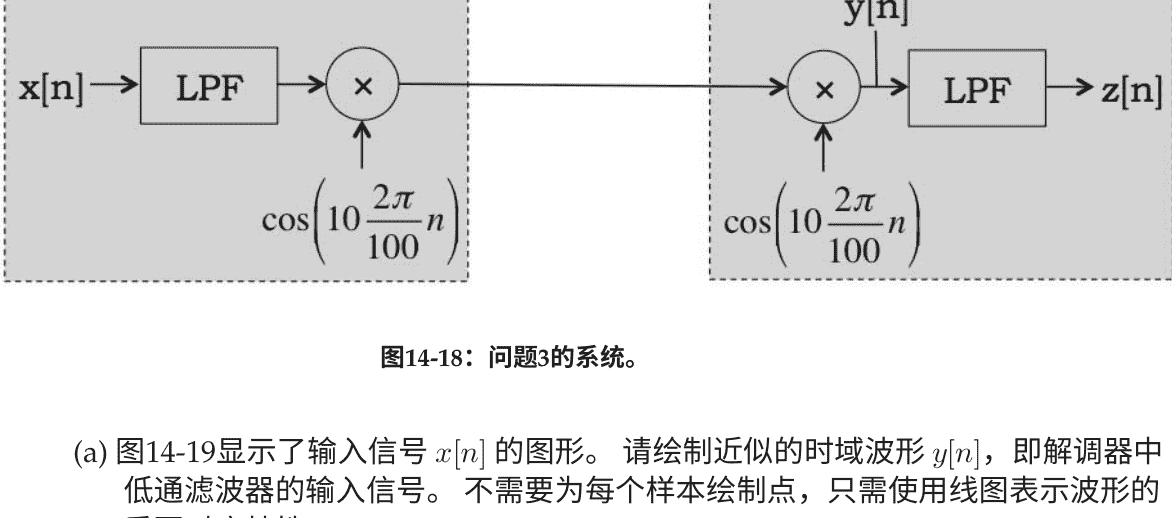 y[n]
x[n] LPF × × LPF z[n]
cos(10 2π/100 n) cos(10 2π/100 n)
图14-18：问题3的系统。
(a) 图14-19显示了输入信号 x[n] 的图形。 请绘制近似的时域波形 y[n]，即解调器中
低通滤波器的输入信号。 不需要为每个样本绘制点，只需使用线图表示波形的